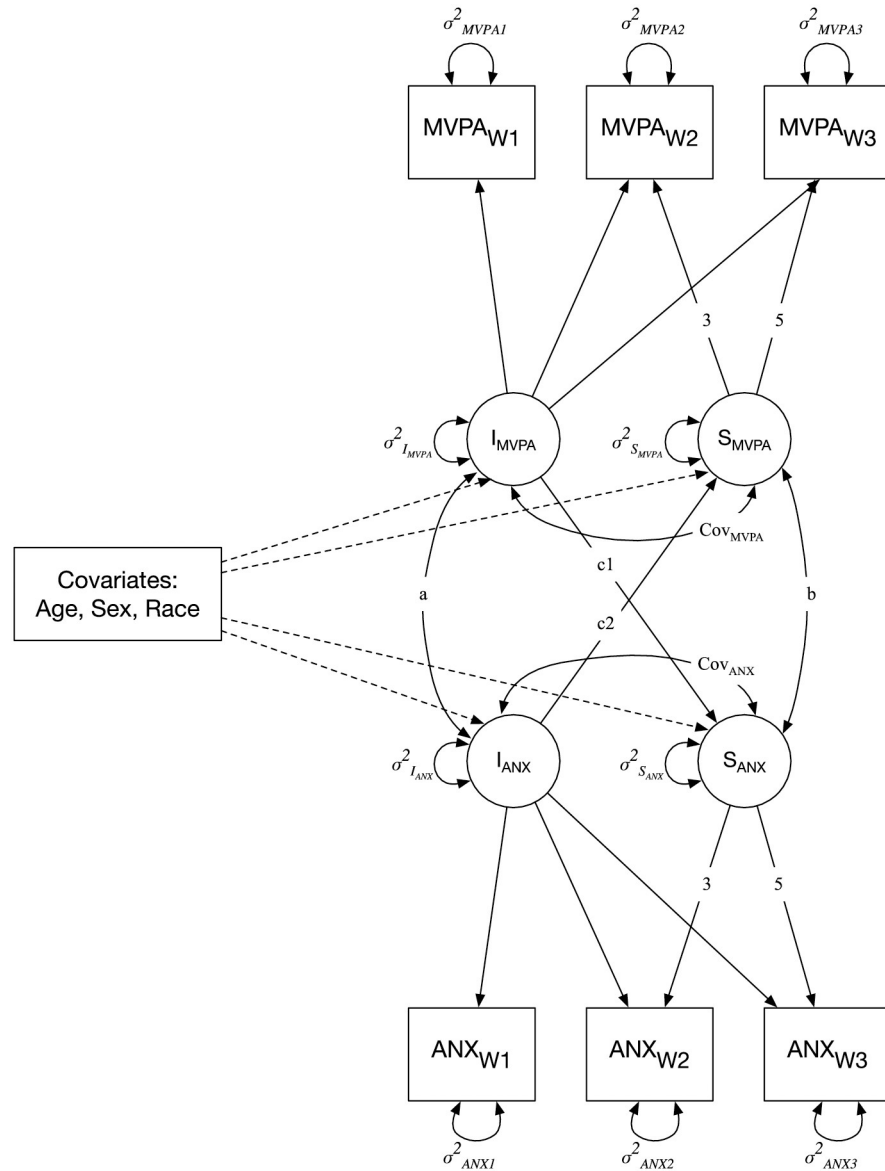 σ²MVPA1
σ²MVPA2
σ²MVPA3
MVPAW1
MVPAW2
MVPAW3
3
5
σ²IMVPA
IMVPA
σ²SMVPA
SMVPA
CovMVPA
c1
Covariates:
Age, Sex, Race
a
b
c2
CovANX
σ²IANX
IANX
σ²SANX
SANX
3
5
ANXW1
ANXW2
ANXW3
σ²ANX1
σ²ANX2
σ²ANX3